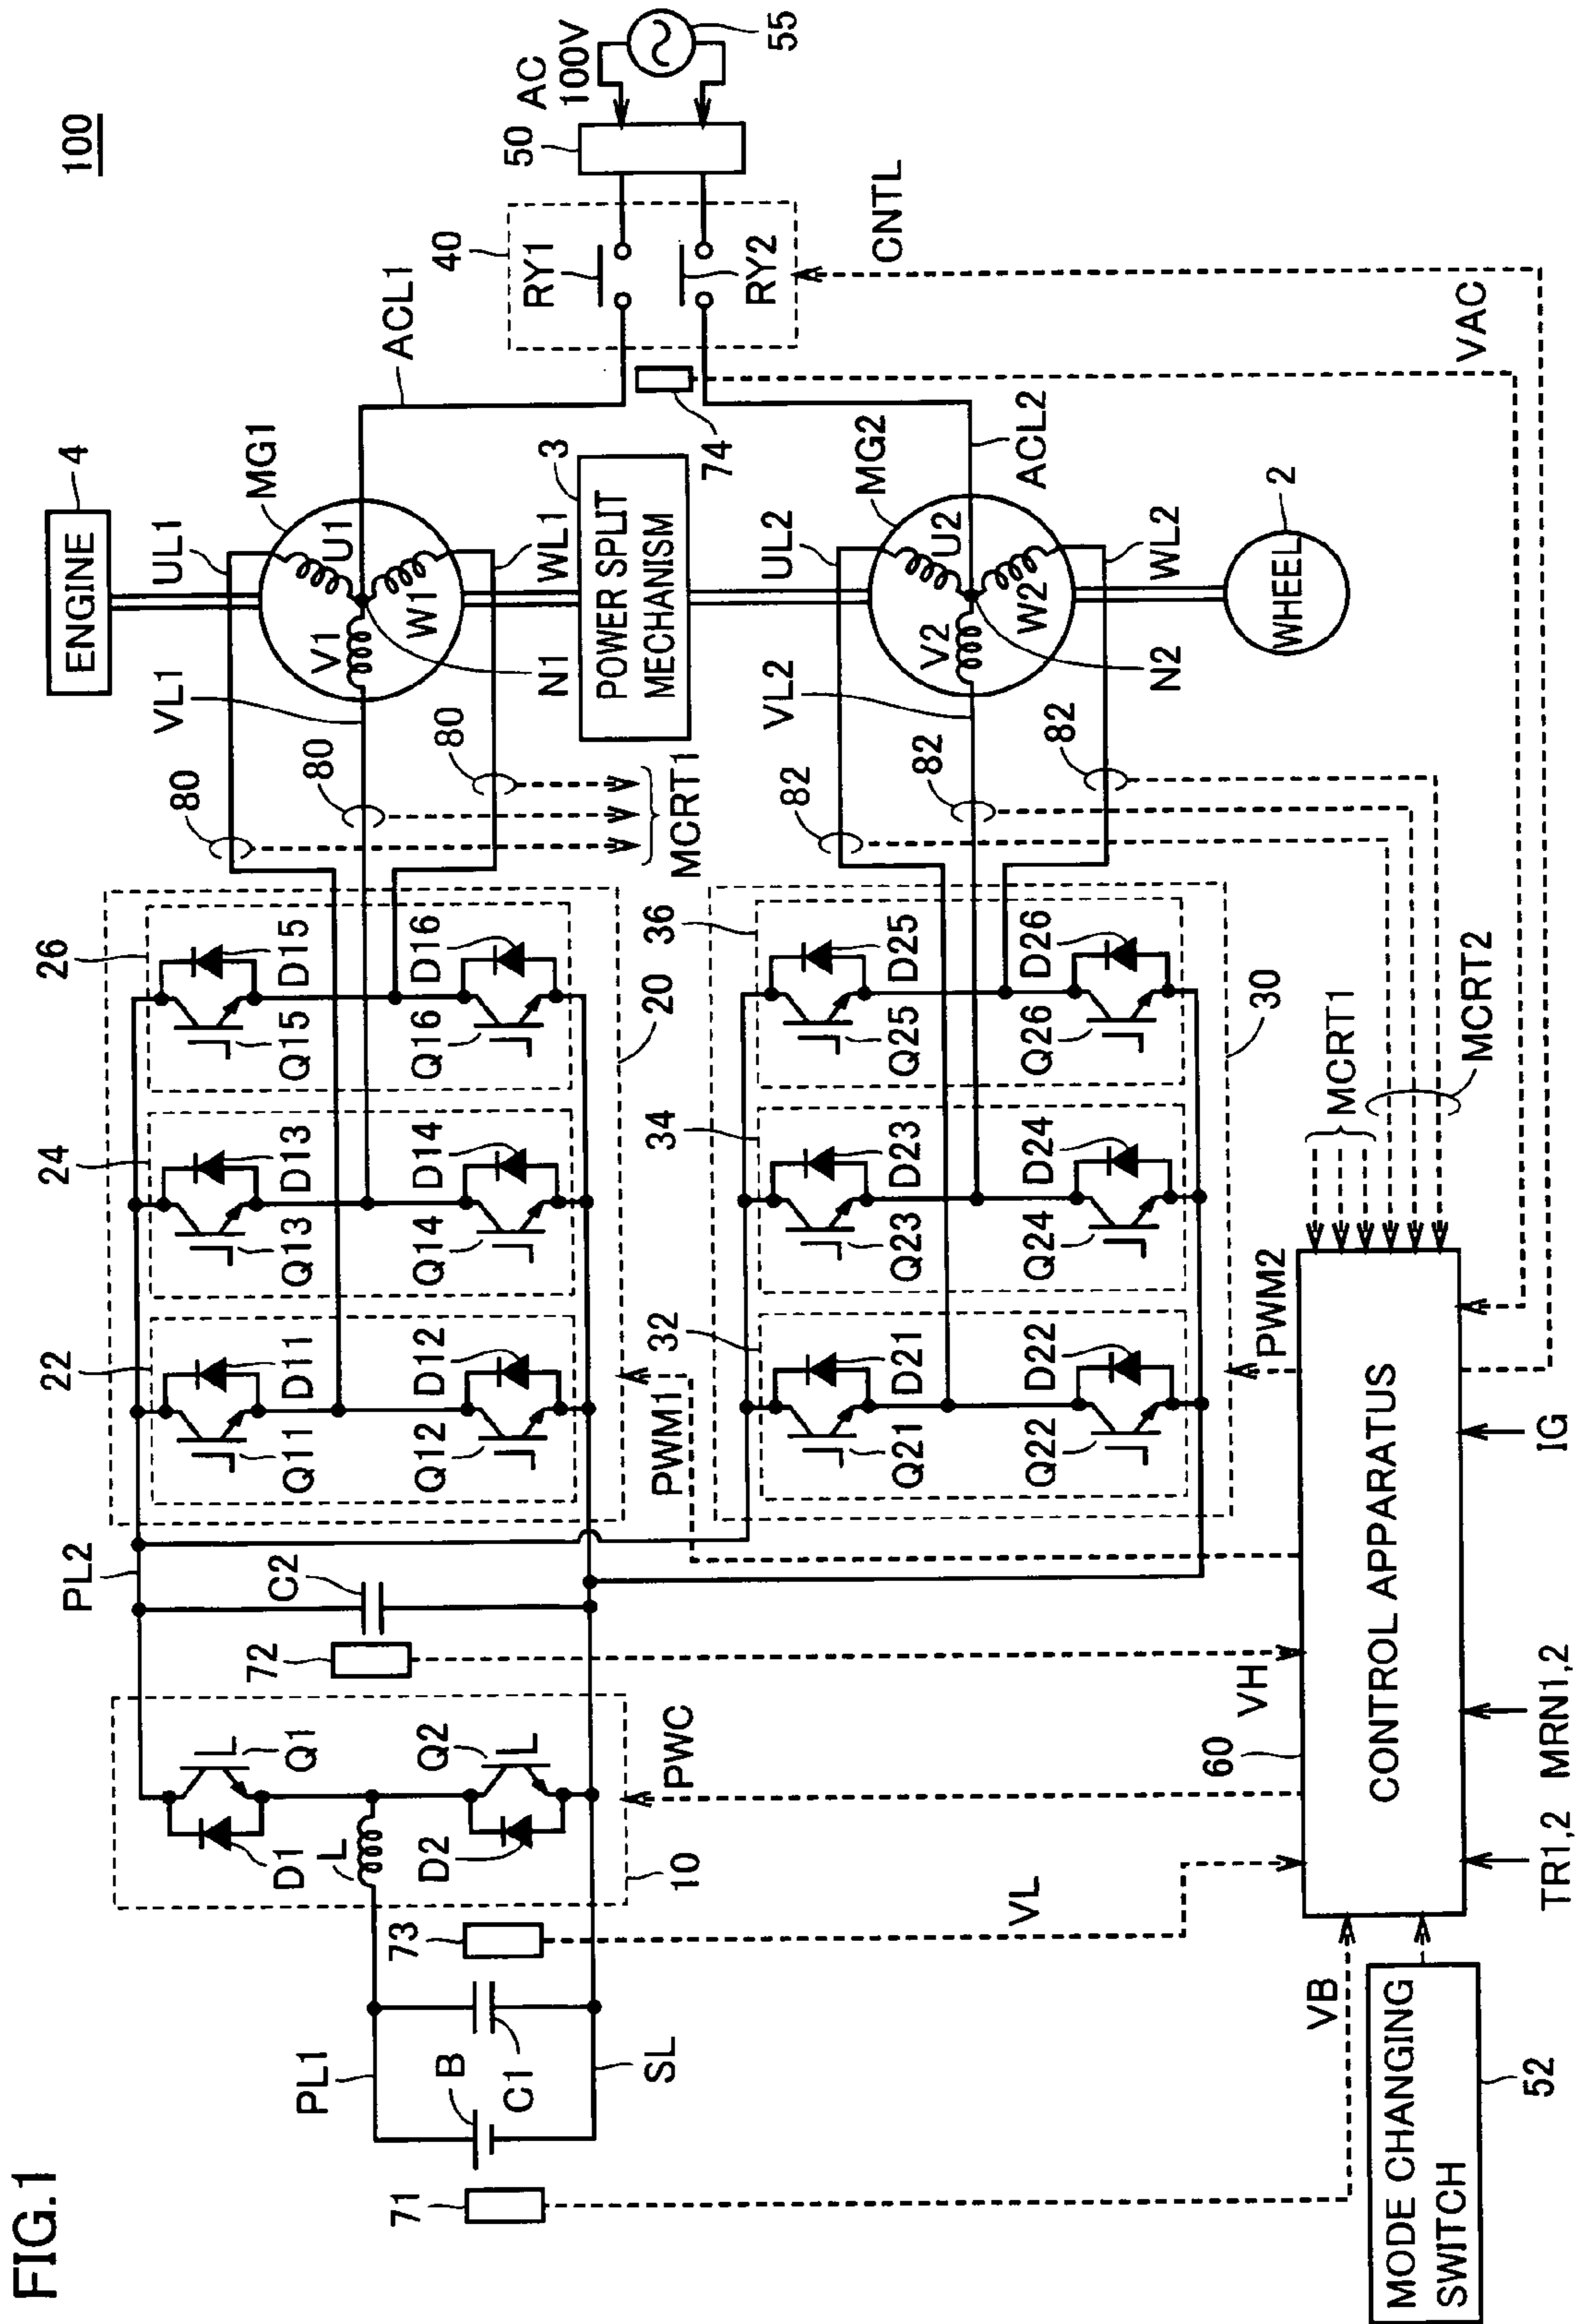 FIG.1
100
ENGINE
4
UL1
MG1
ACL1
40
RY1
RY2
50
AC
100V
55
CNTL
VL1
U1
V1
W1
N1
WL1
80
80
80
MCRT1
POWER SPLIT
MECHANISM
3
74
VAC
UL2
MG2
ACL2
VL2
U2
V2
W2
N2
WL2
82
82
82
WHEEL
2
PL2
22
24
26
Q11
D11
Q13
D13
Q15
D15
Q12
D12
Q14
D14
Q16
D16
20
C2
72
Q1
D1
L
Q2
D2
10
PWC
73
VL
PL1
B
C1
SL
71
VB
VH
PWM1
32
34
36
Q21
D21
Q23
D23
Q25
D25
Q22
D22
Q24
D24
Q26
D26
30
PWM2
MCRT1
MCRT2
60
CONTROL APPARATUS
MODE CHANGING
SWITCH
52
TR1,2
MRN1,2
IG